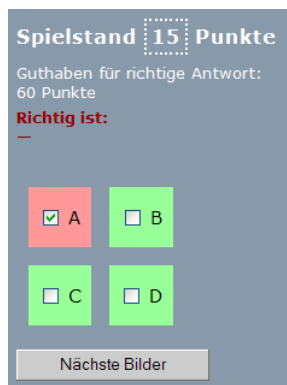 Spielstand 15 Punkte
Guthaben für richtige Antwort:
60 Punkte
Richtig ist:
—
A B
C D
Nächste Bilder